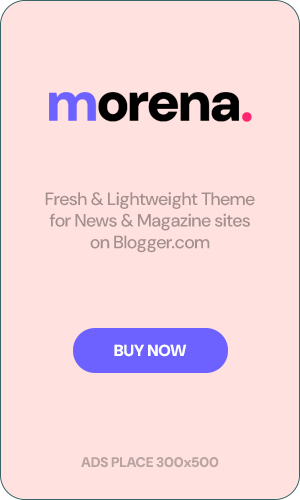 morena.
Fresh & Lightweight Theme
for News & Magazine sites
on Blogger.com
BUY NOW
ADS PLACE 300x500